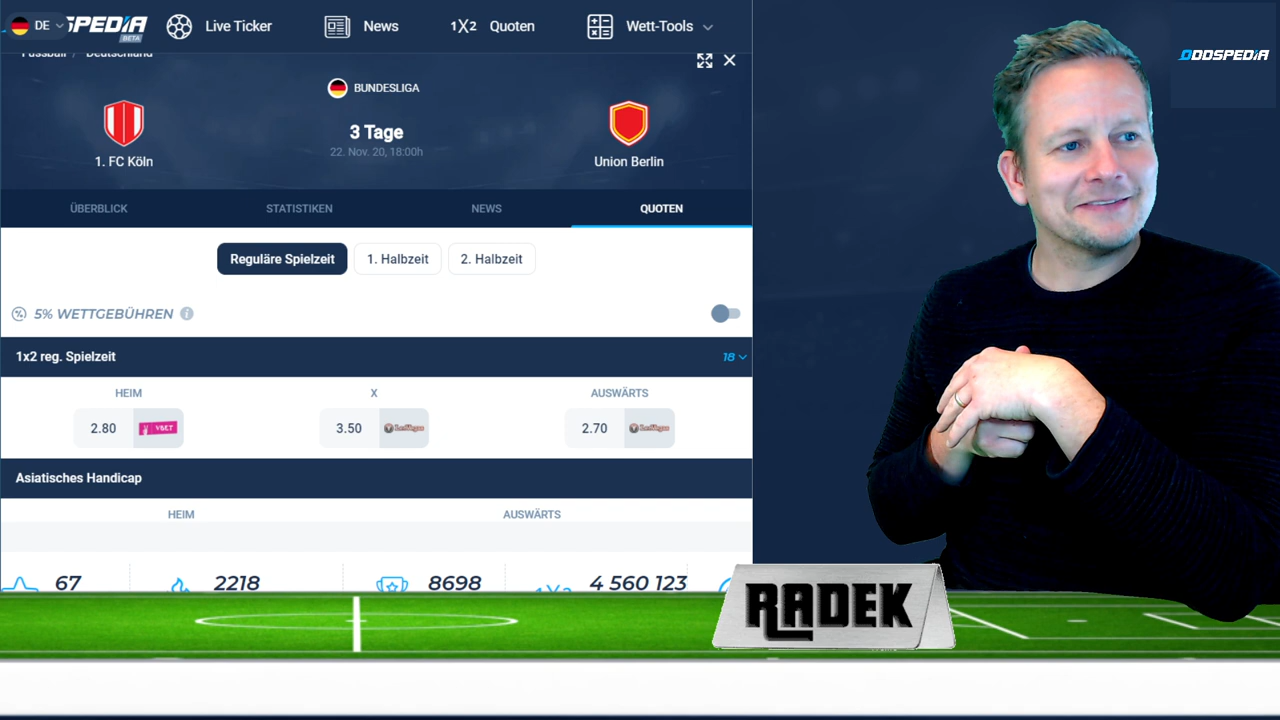 DE
SPEDIA
BETA
Live Ticker
News
1X2 Quoten
Wett-Tools
Fussball / Deutschland
BUNDESLIGA
3 Tage
22. Nov. 20, 18:00h
1. FC Köln
Union Berlin
ODDSPEDIA
ÜBERBLICK
STATISTIKEN
NEWS
QUOTEN
Reguläre Spielzeit
1. Halbzeit
2. Halbzeit
5% WETTGEBÜHREN
1x2 reg. Spielzeit
18
HEIM
X
AUSWÄRTS
2.80
VBET
3.50
2.70
Asiatisches Handicap
HEIM
AUSWÄRTS
67
2218
8698
4 560 123
RADEK